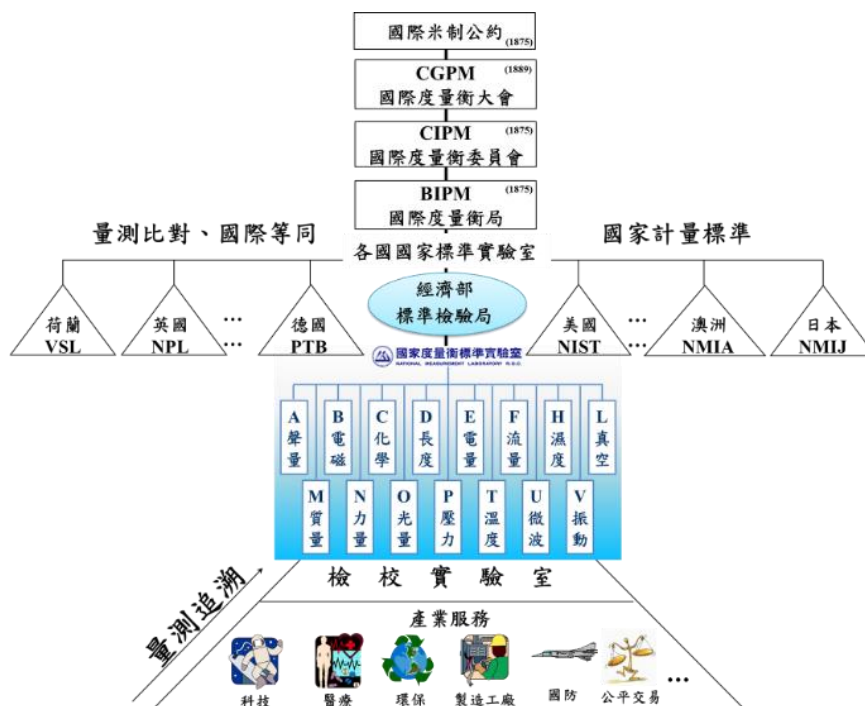 國際米制公約 (1875)
CGPM (1889)
國際度量衡大會
CIPM (1875)
國際度量衡委員會
BIPM (1875)
國際度量衡局
量測比對、國際等同
各國國家標準實驗室
國家計量標準
荷蘭
VSL
英國
NPL
...
...
德國
PTB
經濟部
標準檢驗局
美國
NIST
...
...
澳洲
NMIA
日本
NMIJ
國家度量衡標準實驗室
NATIONAL MEASUREMENT LABORATORY R.O.C.
A 聲量
B 電磁
C 化學
D 長度
E 電量
F 流量
H 濕度
L 真空
M 質量
N 力量
O 光量
P 壓力
T 溫度
U 微波
V 振動
量測追溯
檢校實驗室
產業服務
科技
醫療
環保
製造工廠
國防
公平交易
...